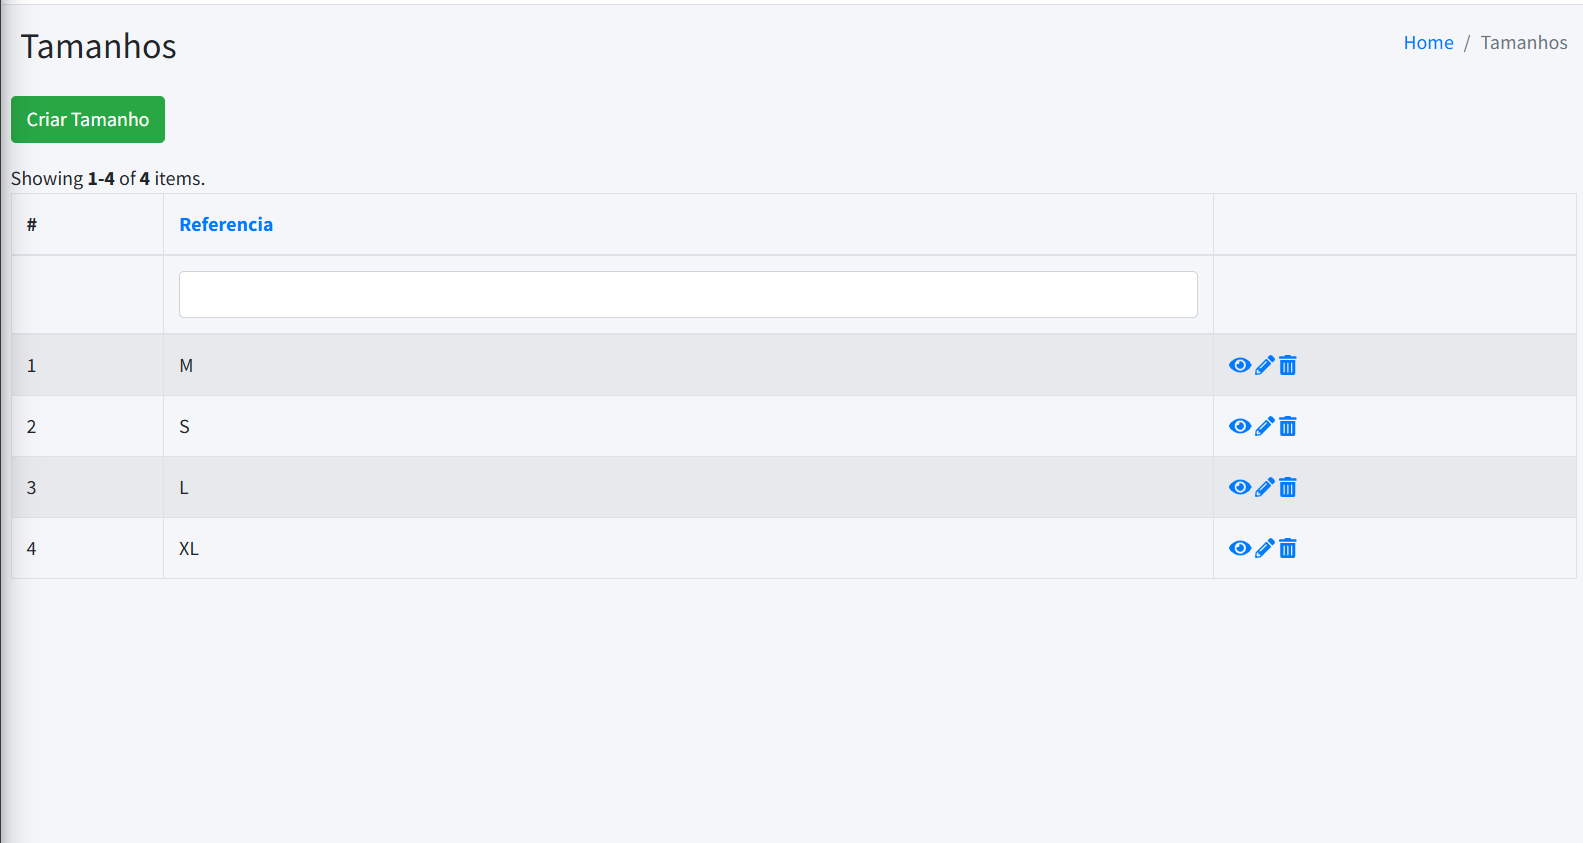 Tamanhos
Home / Tamanhos
Criar Tamanho
Showing 1-4 of 4 items.
# Referencia
1 M
2 S
3 L
4 XL